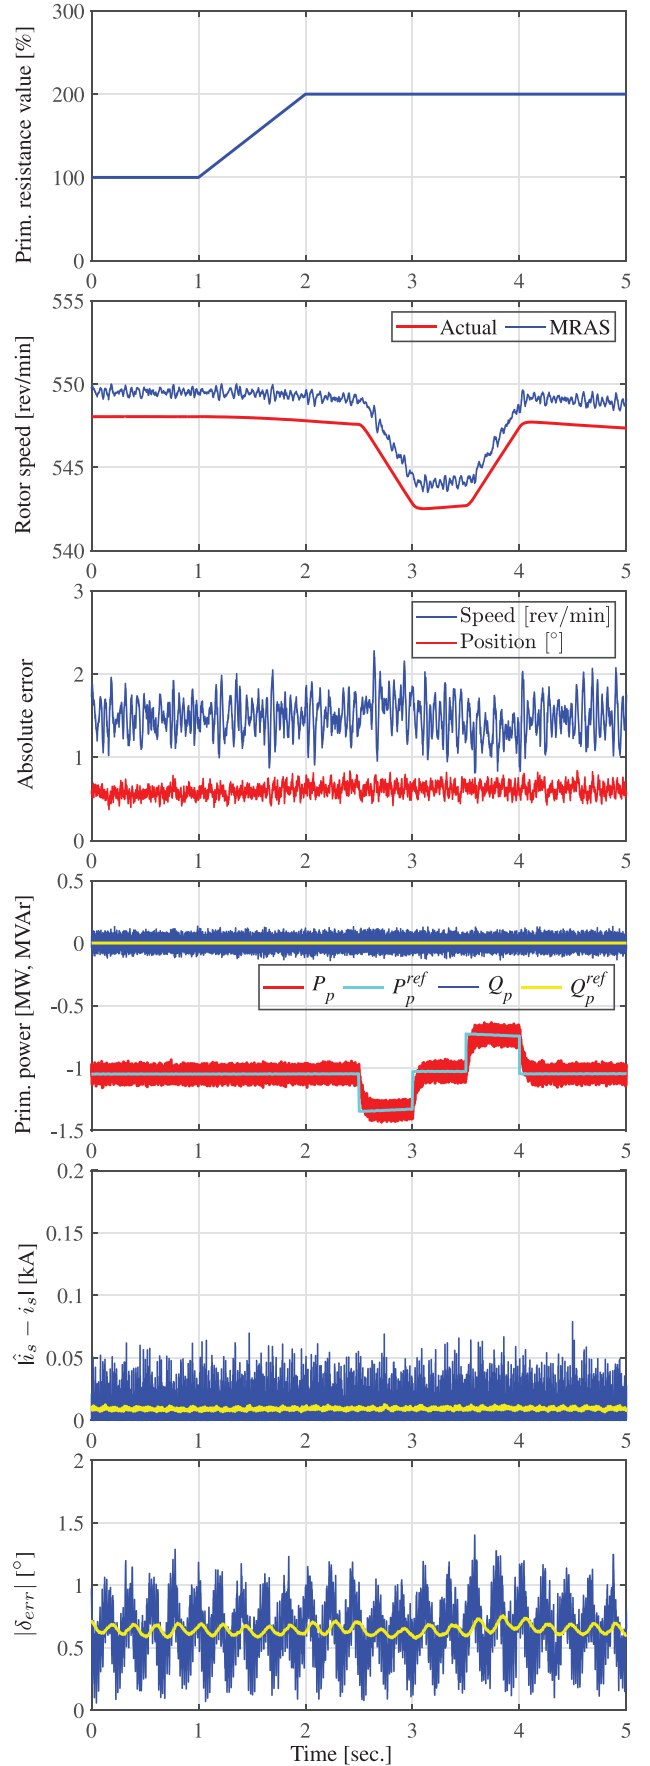 Prim. resistance value [%]
300
200
100
0
0 1 2 3 4 5
Rotor speed [rev/min]
555
550
545
540
Actual MRAS
0 1 2 3 4 5
Absolute error
3
2
1
0
Speed [rev/min]
Position [°]
0 1 2 3 4 5
Prim. power [MW, MVAr]
0.5
0
-0.5
-1
-1.5
P_p P_p^{ref} Q_p Q_p^{ref}
0 1 2 3 4 5
|î_s − i_s| [kA]
0.2
0.15
0.1
0.05
0
0 1 2 3 4 5
|δ_{err}| [°]
2
1.5
1
0.5
0
0 1 2 3 4 5
Time [sec.]